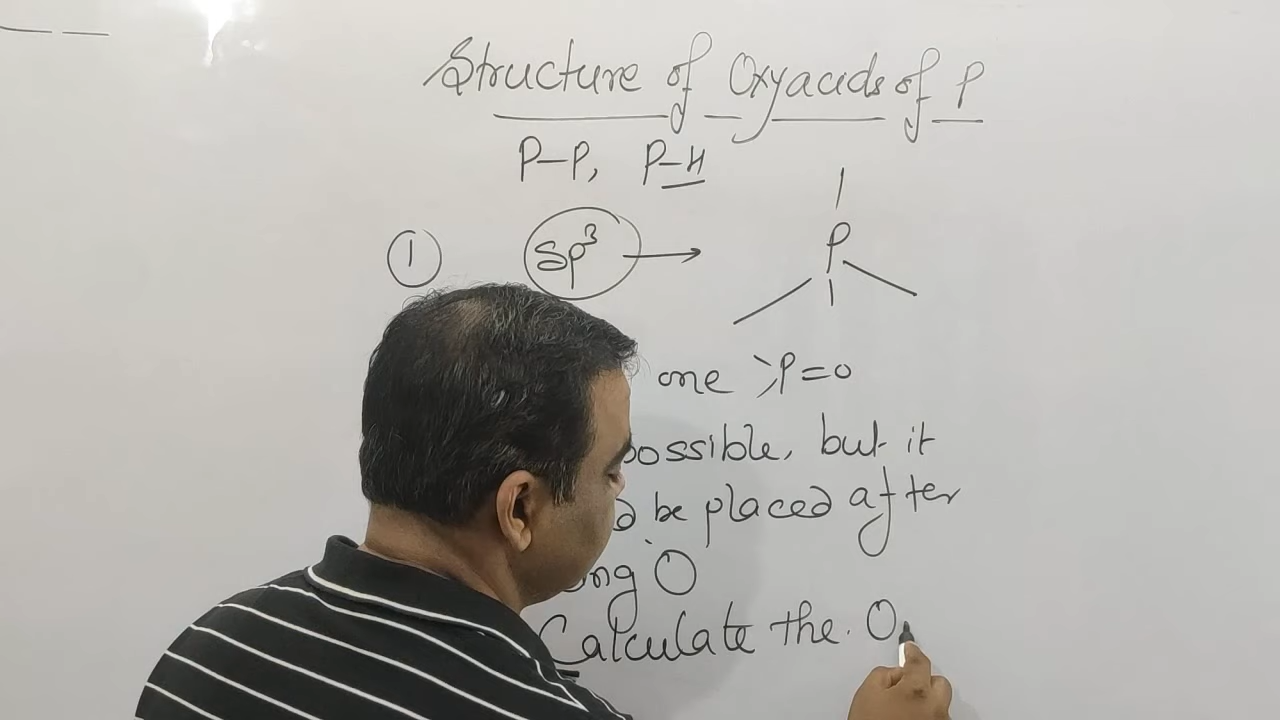 Structure of Oxyacids of P
P-P, P-H
① sp³ → P
one >P=O
possible, but it
be placed after
O
Calculate the O.